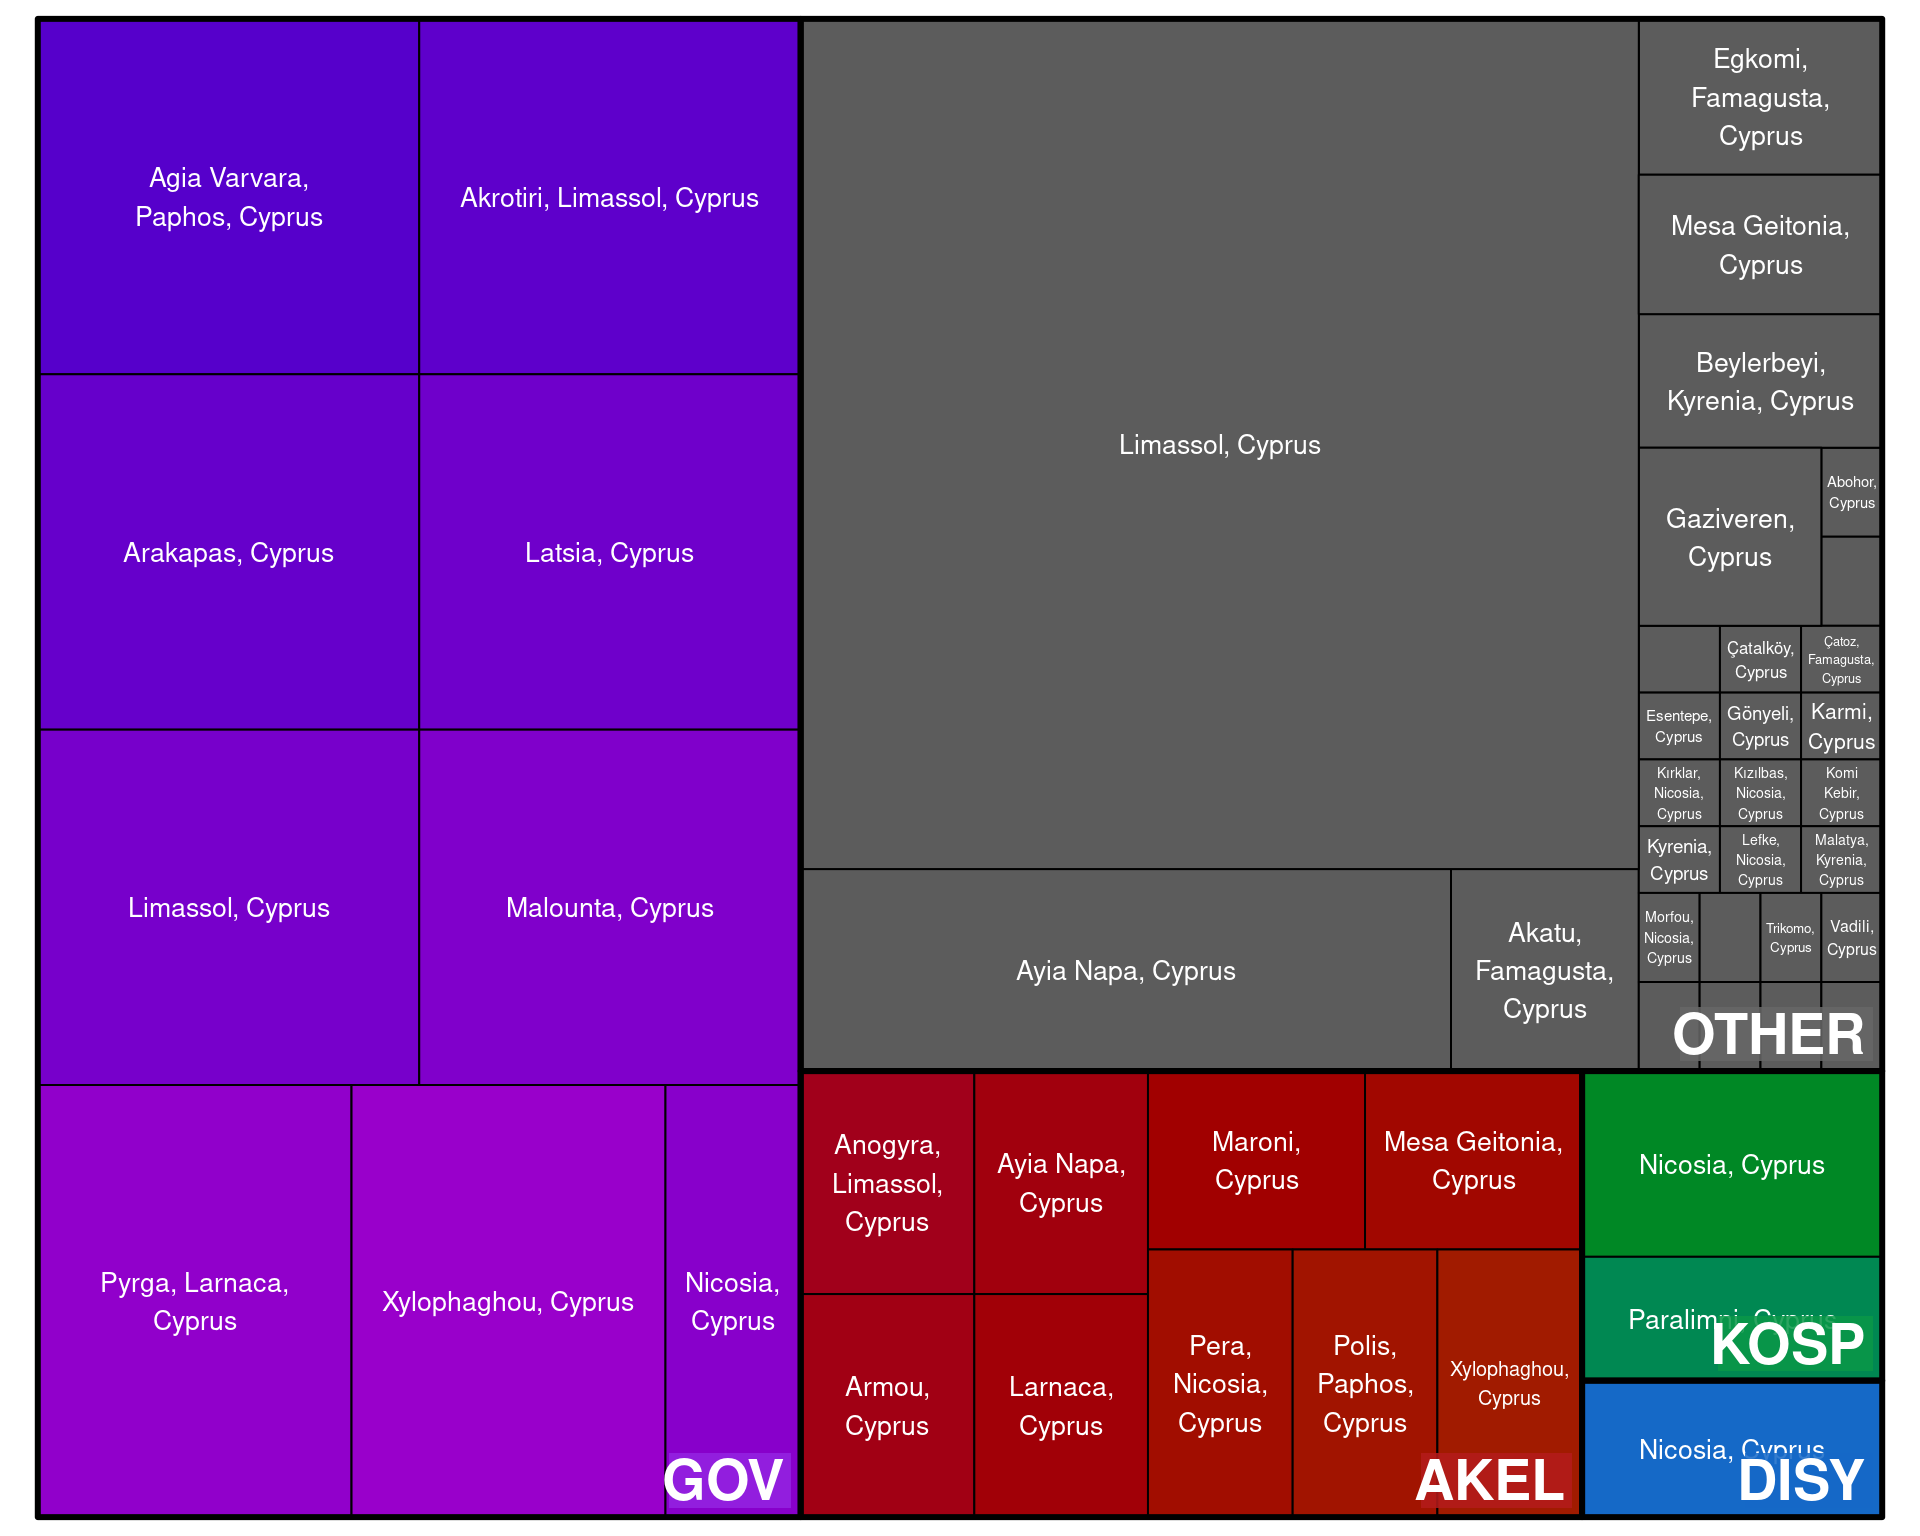 Agia Varvara,
Paphos, Cyprus
Akrotiri, Limassol, Cyprus
Arakapas, Cyprus
Latsia, Cyprus
Limassol, Cyprus
Malounta, Cyprus
Pyrga, Larnaca,
Cyprus
Xylophaghou, Cyprus
Nicosia,
Cyprus
GOV
Limassol, Cyprus
Ayia Napa, Cyprus
Akatu,
Famagusta,
Cyprus
Egkomi,
Famagusta,
Cyprus
Mesa Geitonia,
Cyprus
Beylerbeyi,
Kyrenia, Cyprus
Gaziveren,
Cyprus
Abohor,
Cyprus
Çatalköy,
Cyprus
Çatoz,
Famagusta,
Cyprus
Esentepe,
Cyprus
Gönyeli,
Cyprus
Karmi,
Cyprus
Kırklar,
Nicosia,
Cyprus
Kızılbas,
Nicosia,
Cyprus
Komi
Kebir,
Cyprus
Kyrenia,
Cyprus
Lefke,
Nicosia,
Cyprus
Malatya,
Kyrenia,
Cyprus
Morfou,
Nicosia,
Cyprus
Trikomo,
Cyprus
Vadili,
Cyprus
OTHER
Anogyra,
Limassol,
Cyprus
Ayia Napa,
Cyprus
Armou,
Cyprus
Larnaca,
Cyprus
Maroni,
Cyprus
Mesa Geitonia,
Cyprus
Pera,
Nicosia,
Cyprus
Polis,
Paphos,
Cyprus
Xylophaghou,
Cyprus
AKEL
Nicosia, Cyprus
Paralimni, Cyprus
KOSP
Nicosia, Cyprus
DISY